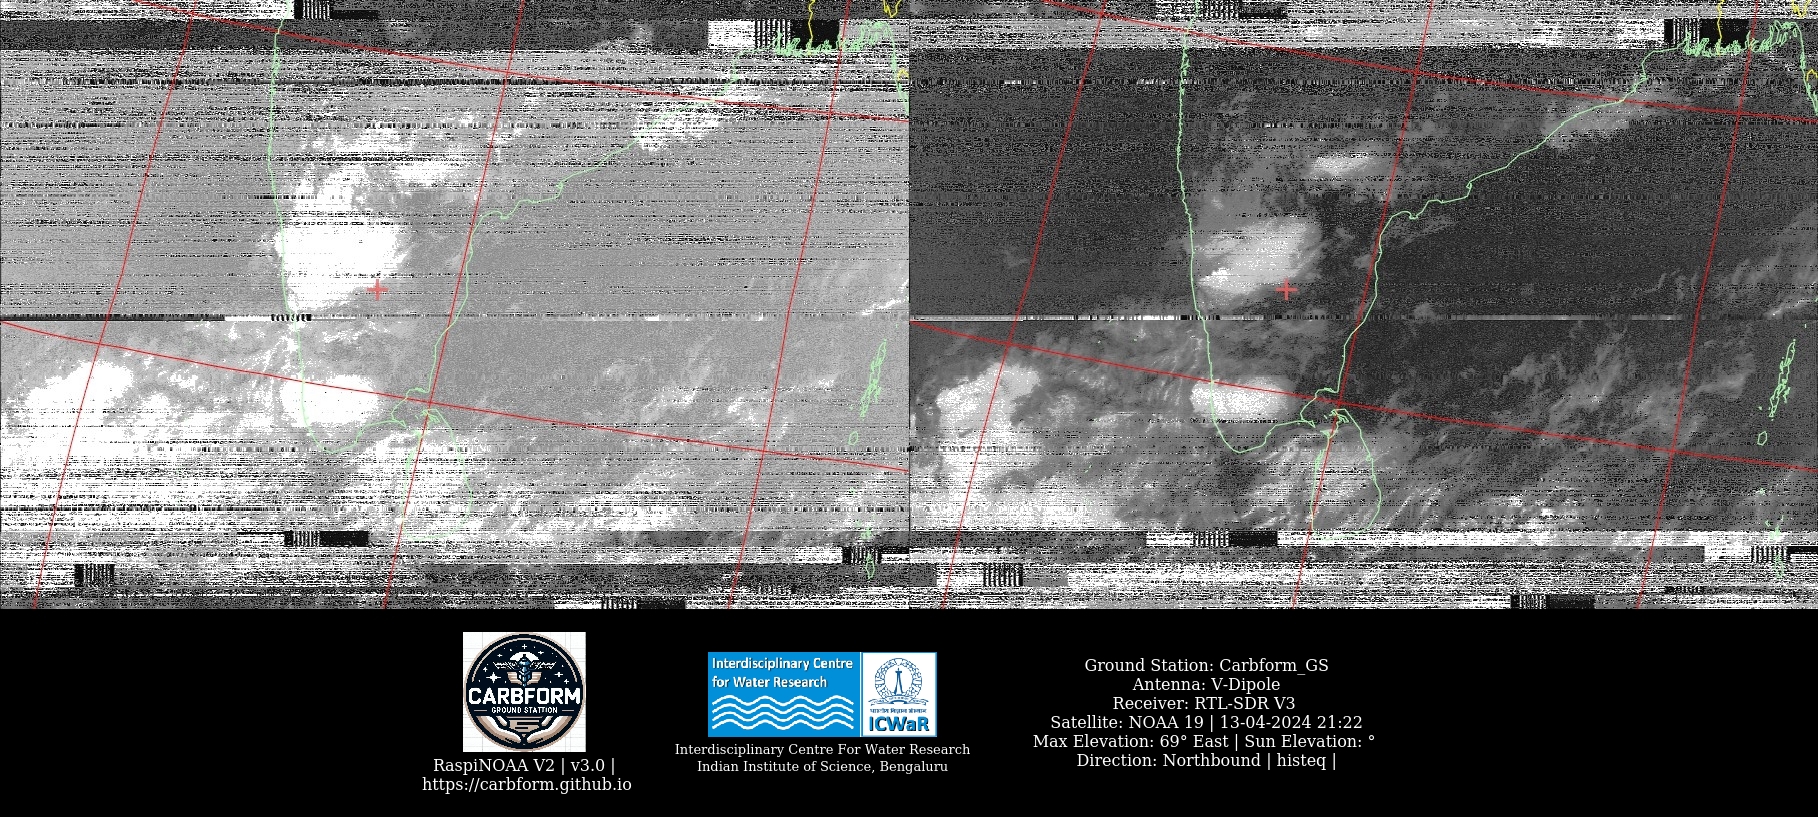 CARBFORM
GROUND STATTION
RaspiNOAA V2 | v3.0 |
https://carbform.github.io
Interdisciplinary Centre
for Water Research
ICWaR
Interdisciplinary Centre For Water Research
Indian Institute of Science, Bengaluru
Ground Station: Carbform_GS
Antenna: V-Dipole
Receiver: RTL-SDR V3
Satellite: NOAA 19 | 13-04-2024 21:22
Max Elevation: 69° East | Sun Elevation: °
Direction: Northbound | histeq |